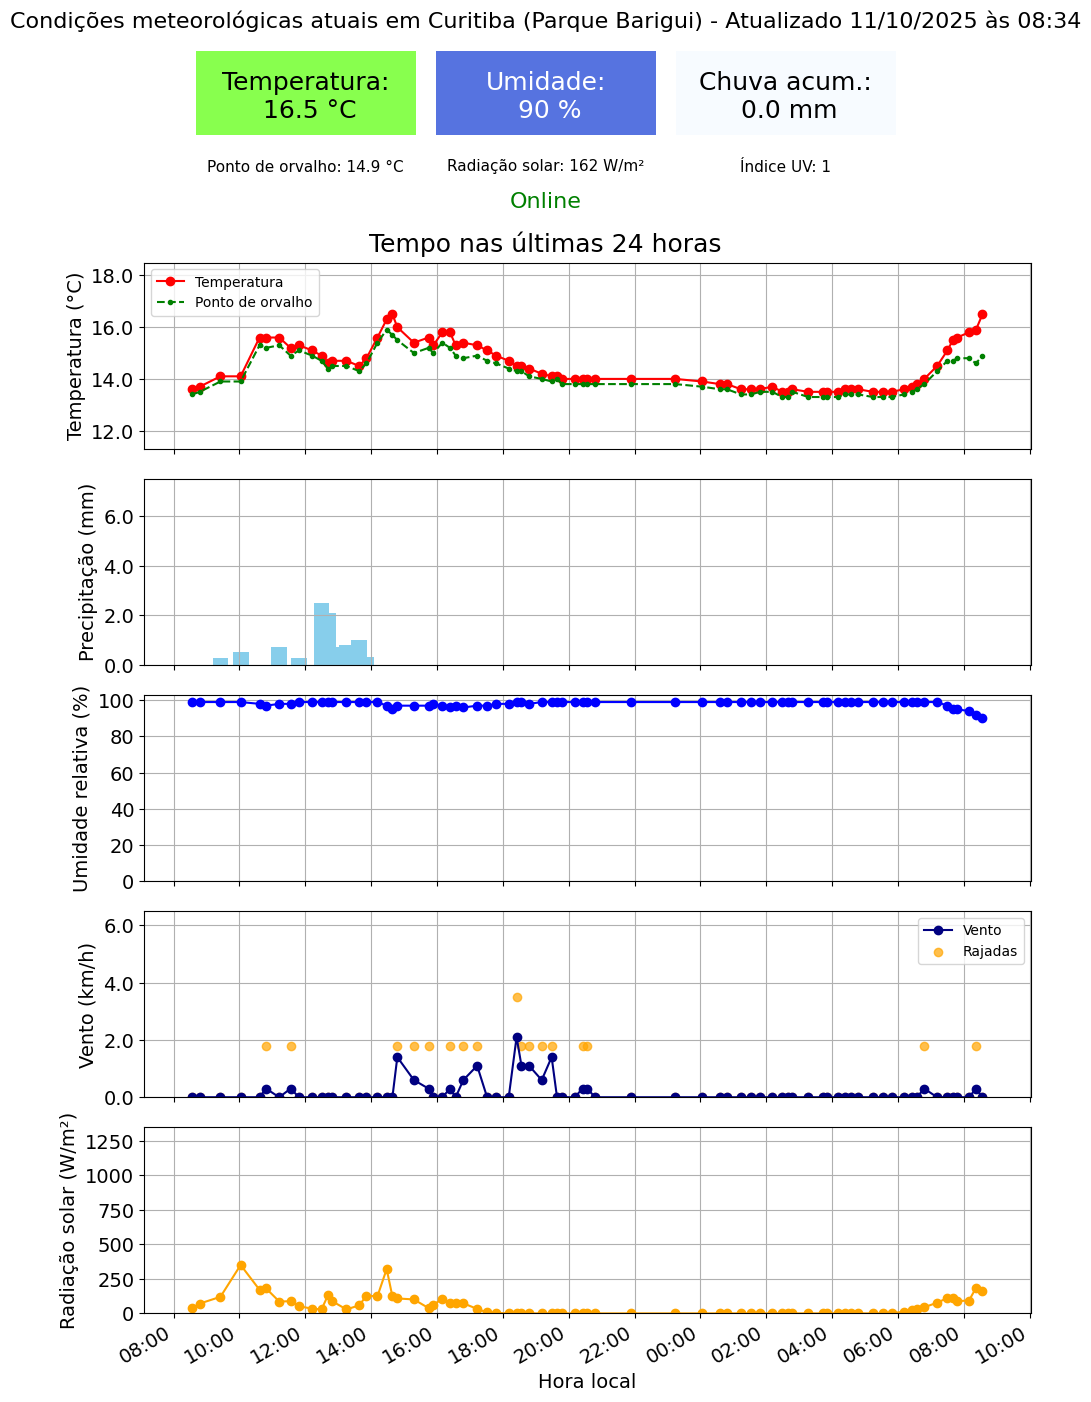 Condições meteorológicas atuais em Curitiba (Parque Barigui) - Atualizado 11/10/2025 às 08:34
Temperatura:
16.5 °C
Umidade:
90 %
Chuva acum.:
0.0 mm
Ponto de orvalho: 14.9 °C
Radiação solar: 162 W/m²
Índice UV: 1
Online
Tempo nas últimas 24 horas
Temperatura (°C)
18.0
16.0
14.0
12.0
Temperatura
Ponto de orvalho
Precipitação (mm)
6.0
4.0
2.0
0.0
Umidade relativa (%)
100
80
60
40
20
0
Vento (km/h)
6.0
4.0
2.0
0.0
Vento
Rajadas
Radiação solar (W/m²)
1250
1000
750
500
250
0
08:00
10:00
12:00
14:00
16:00
18:00
20:00
22:00
00:00
02:00
04:00
06:00
08:00
10:00
Hora local